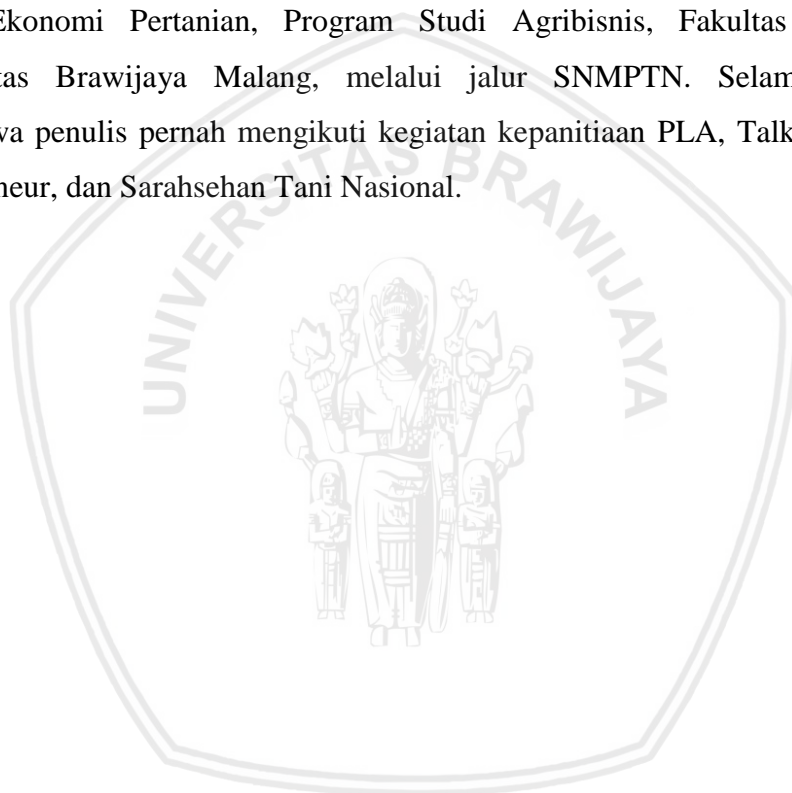 Ekonomi Pertanian, Program Studi Agribisnis, Fakultas
tas Brawijaya Malang, melalui jalur SNMPTN. Selam
va penulis pernah mengikuti kegiatan kepanitiaan PLA, Talk
neur, dan Sarahsehan Tani Nasional.
UNIVERSITAS BRAWIJAYA